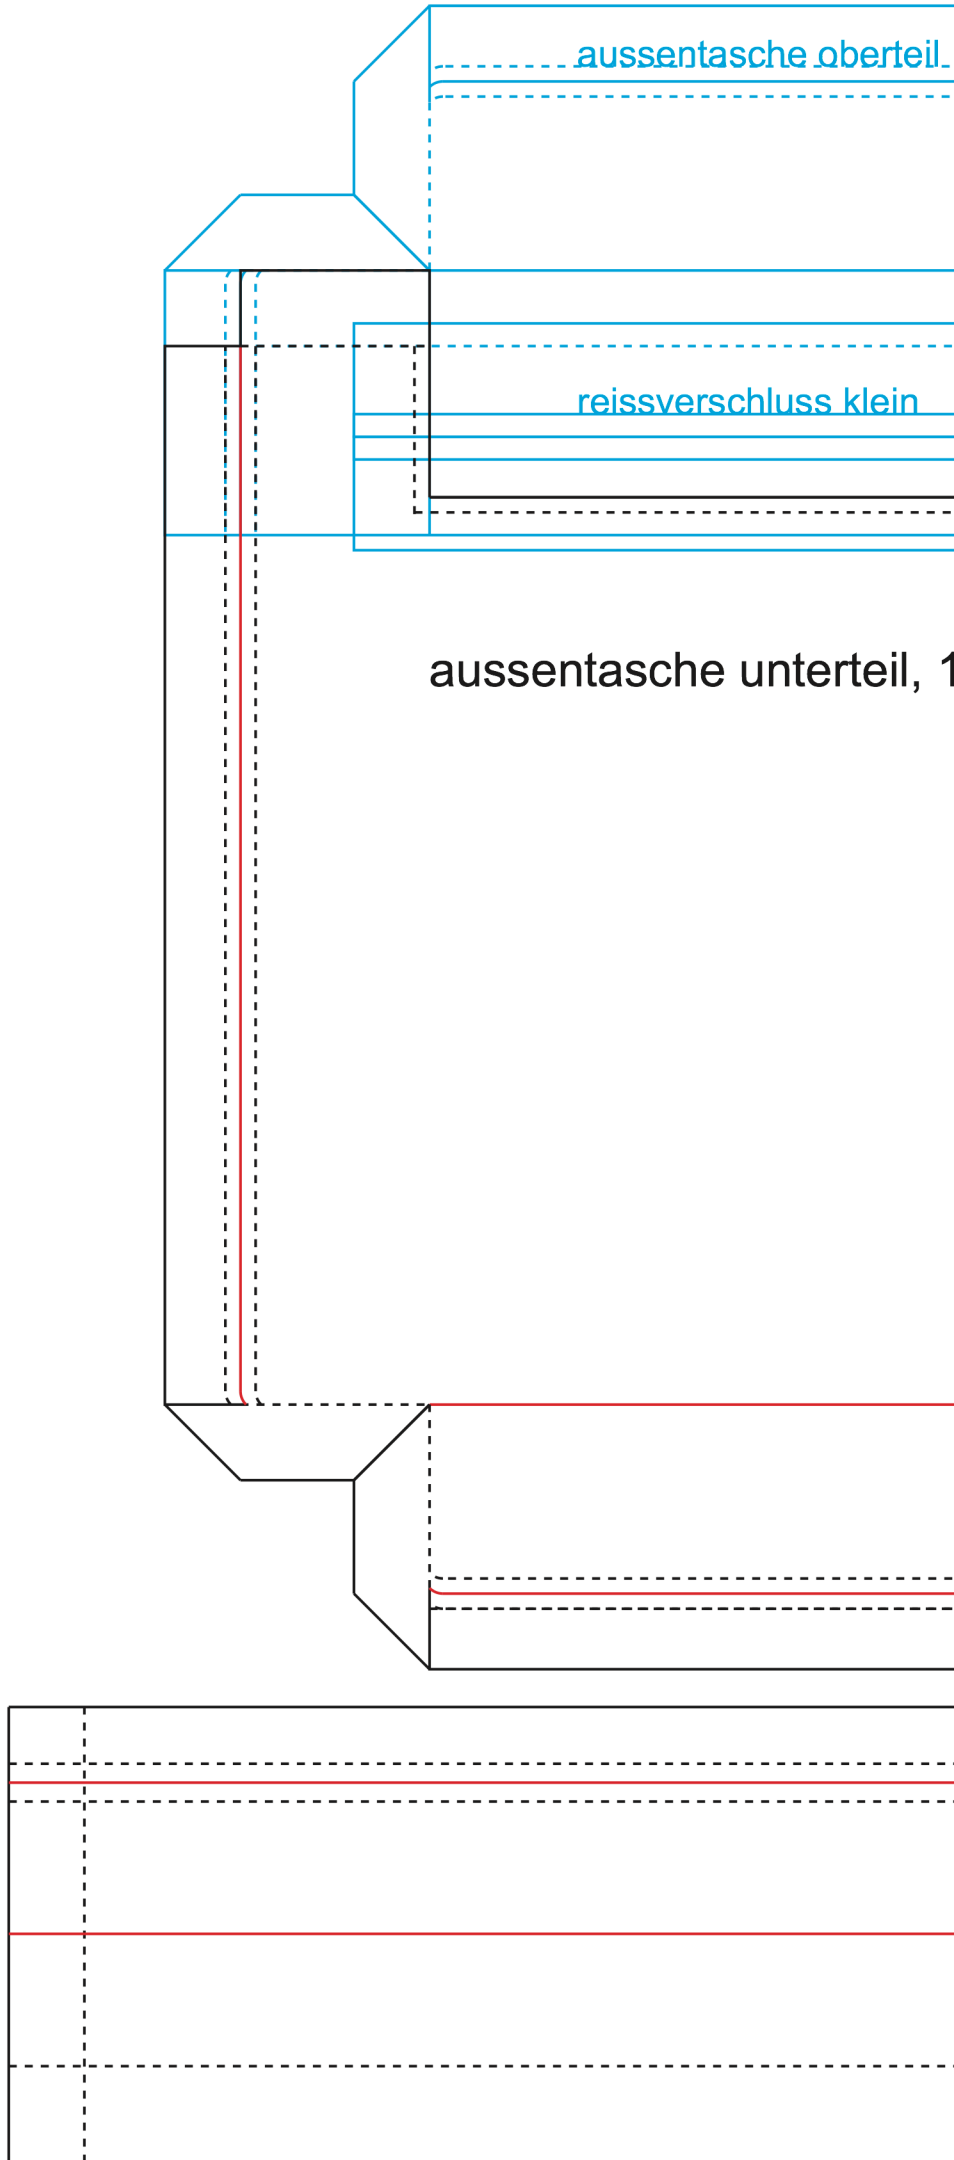 aussentasche oberteil
reissverschluss klein
aussentasche unterteil, 1